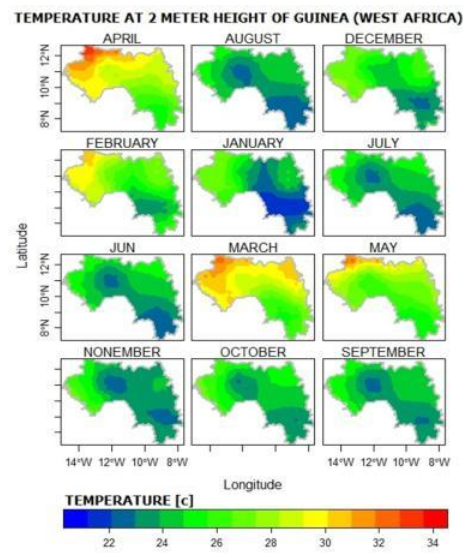 TEMPERATURE AT 2 METER HEIGHT OF GUINEA (WEST AFRICA)
APRIL AUGUST DECEMBER
12°N
10°N
8°N
FEBRUARY JANUARY JULY
Latitude
JUN MARCH MAY
12°N
10°N
8°N
NONEMBER OCTOBER SEPTEMBER
14°W 12°W 10°W 8°W 14°W 12°W 10°W 8°W
Longitude
TEMPERATURE [c]
22 24 26 28 30 32 34